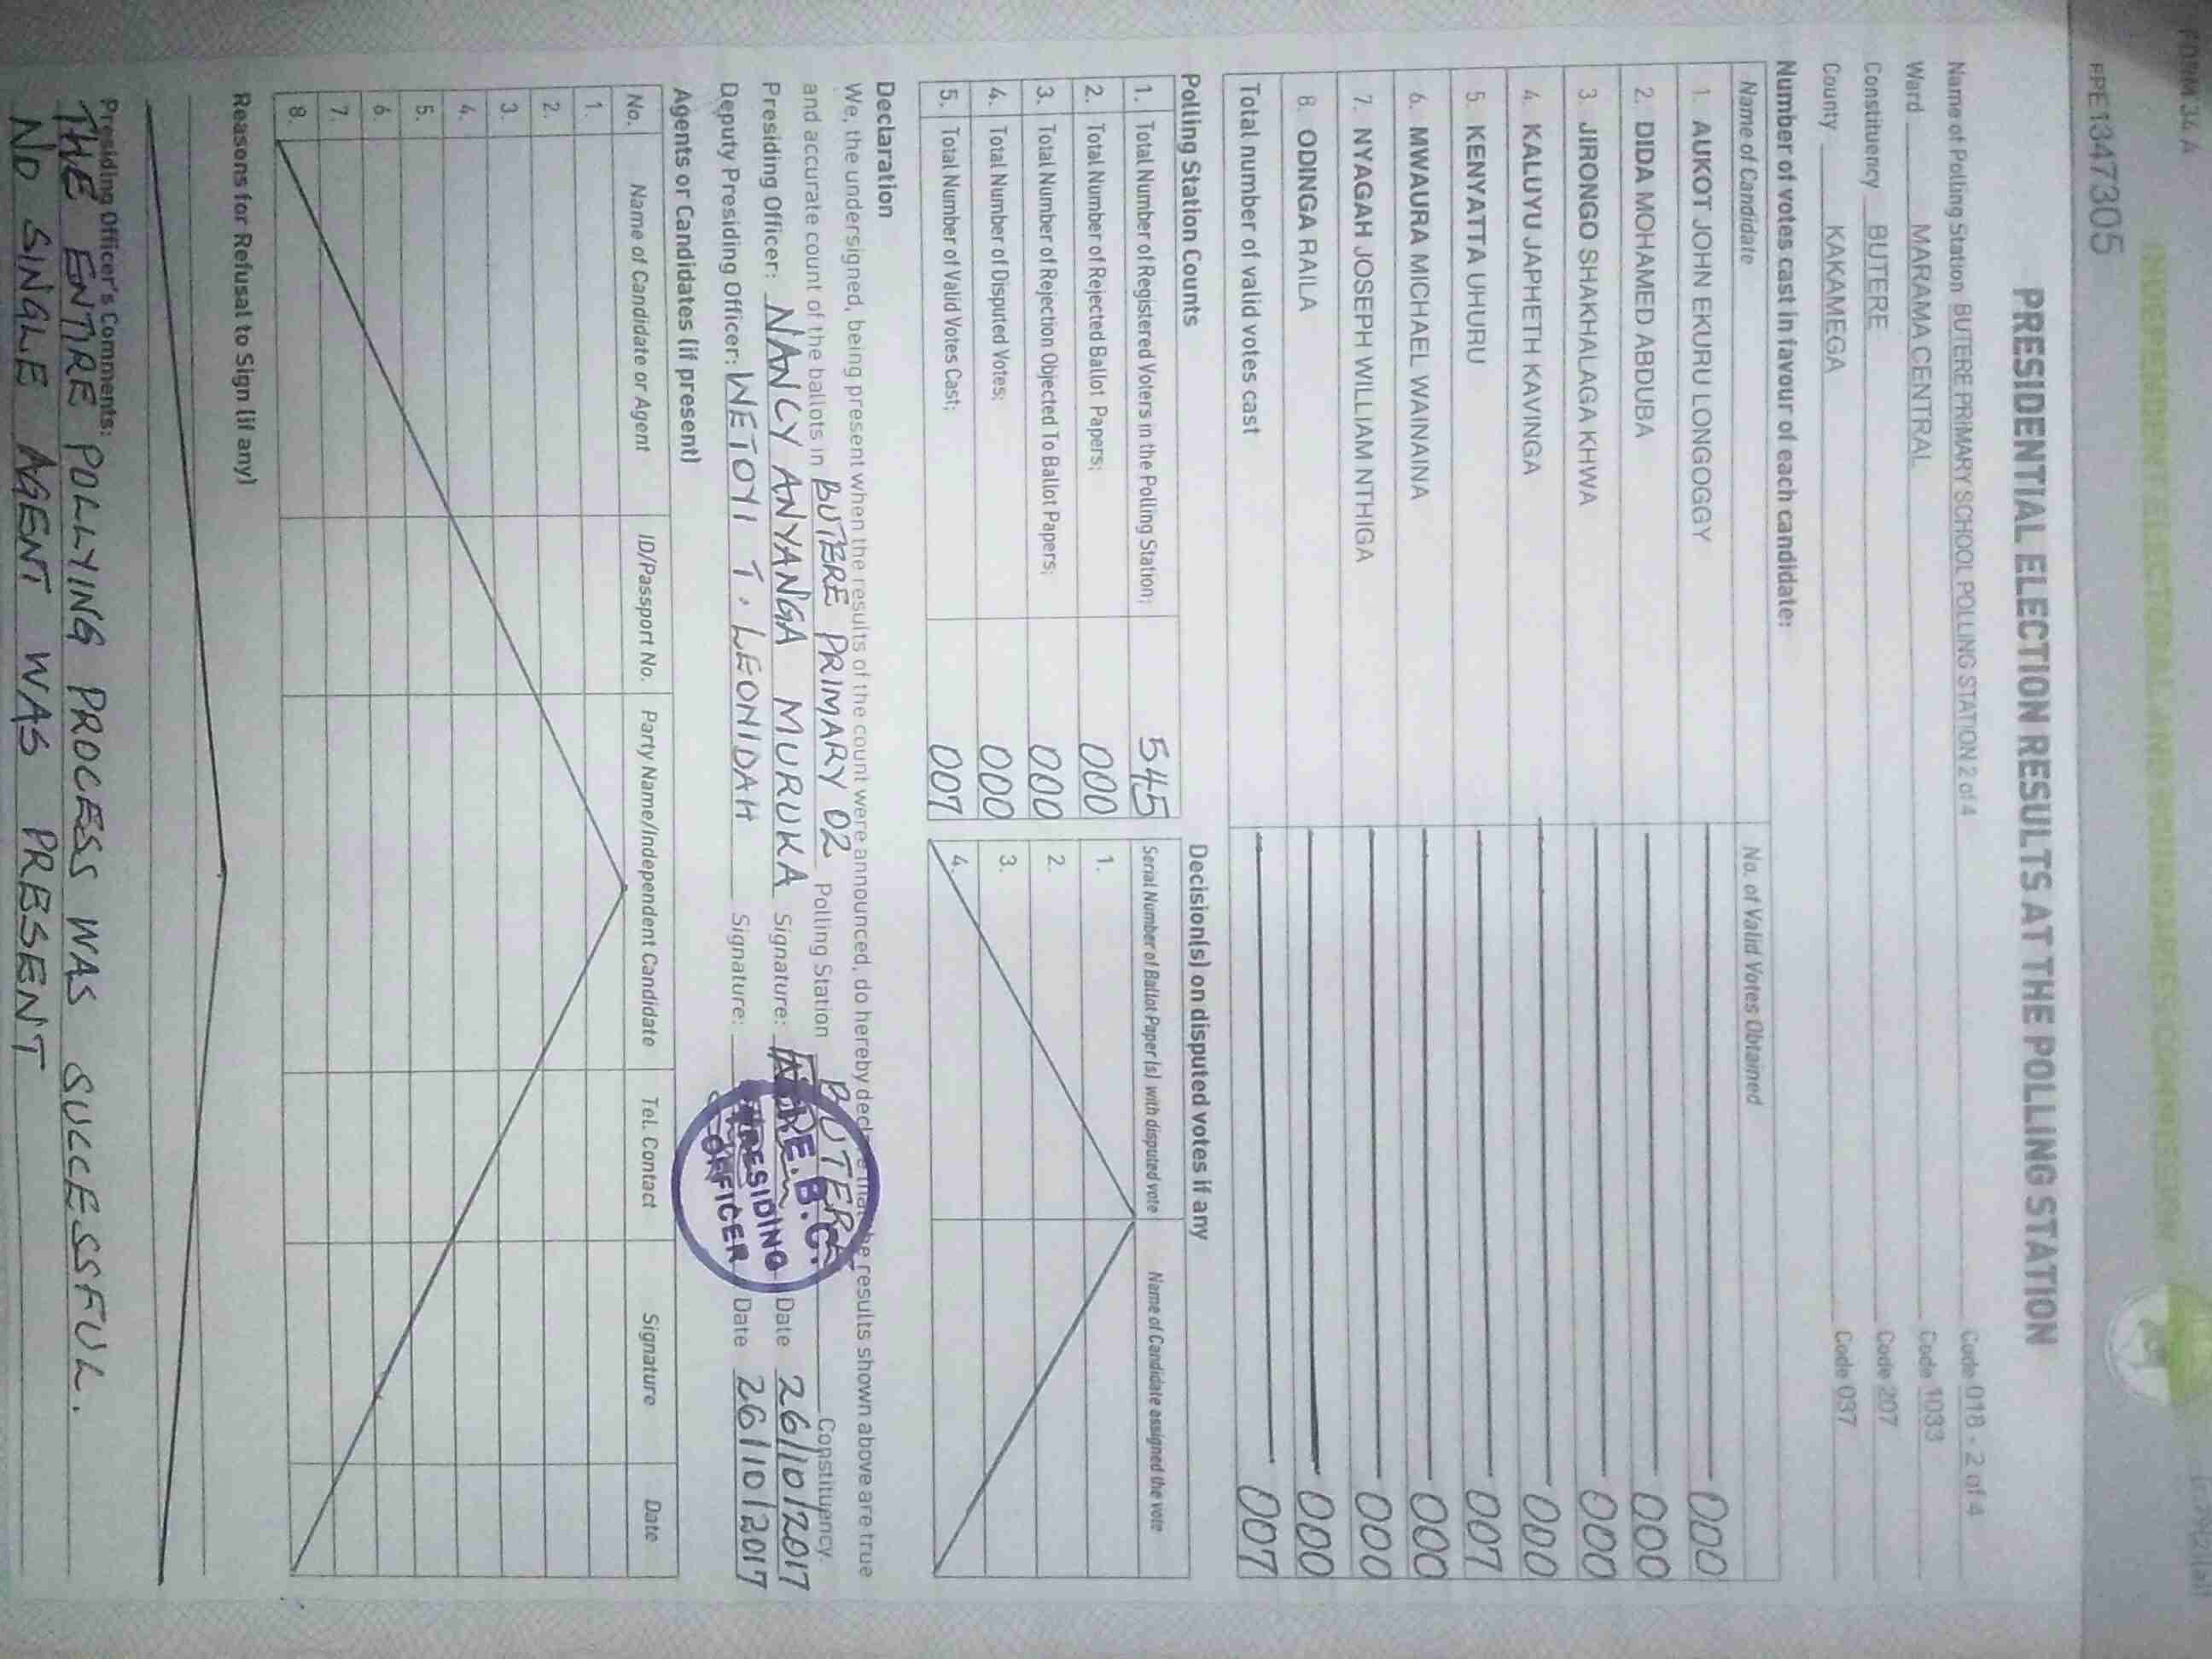 FORM 34 A
INDEPENDENT ELECTORAL AND BOUNDARIES COMMISSION
PPE1347305
PRESIDENTIAL ELECTION RESULTS AT THE POLLING STATION
Name of Polling Station BUTERE PRIMARY SCHOOL POLLING STATION 2 of 4 Code 018 - 2 of 4
Ward MARAMA CENTRAL Code 1033
Constituency BUTERE Code 207
County KAKAMEGA Code 037
Number of votes cast in favour of each candidate:
Name of Candidate No. of Valid Votes Obtained
1. AUKOT JOHN EKURU LONGOGGY 000
2. DIDA MOHAMED ABDUBA 000
3. JIRONGO SHAKHALAGA KHWA 000
4. KALUYU JAPHETH KAVINGA 000
5. KENYATTA UHURU 007
6. MWAURA MICHAEL WAINAINA 000
7. NYAGAH JOSEPH WILLIAM NTHIGA 000
8. ODINGA RAILA 000
Total number of valid votes cast 007
Polling Station Counts
1. Total Number of Registered Voters in the Polling Station; 545
2. Total Number of Rejected Ballot Papers; 000
3. Total Number of Rejection Objected To Ballot Papers; 000
4. Total Number of Disputed Votes; 000
5. Total Number of Valid Votes Cast; 007
Decision(s) on disputed votes if any
Serial Number of Ballot Paper (s) with disputed vote Name of Candidate assigned the vote
1.
2.
3.
4.
Declaration
We, the undersigned, being present when the results of the count were announced, do hereby declare that the results shown above are true
and accurate count of the ballots in BUTERE PRIMARY 02 Polling Station BUTERE Constituency.
Presiding Officer: NANCY ANYANGA MURUKA Signature: Date 26/10/2017
Deputy Presiding Officer: WETOYI T. LEONIDAH Signature: Date 26/10/2017
I.E.B.C.
PRESIDING
OFFICER
Agents or Candidates (if present)
No. Name of Candidate or Agent ID/Passport No. Party Name/Independent Candidate Tel. Contact Signature Date
1.
2.
3.
4.
5.
6.
7.
8.
Reasons for Refusal to Sign (if any)
Presiding Officer's Comments:
THE ENTIRE POLLYING PROCESS WAS SUCCESSFUL.
NO SINGLE AGENT WAS PRESENT